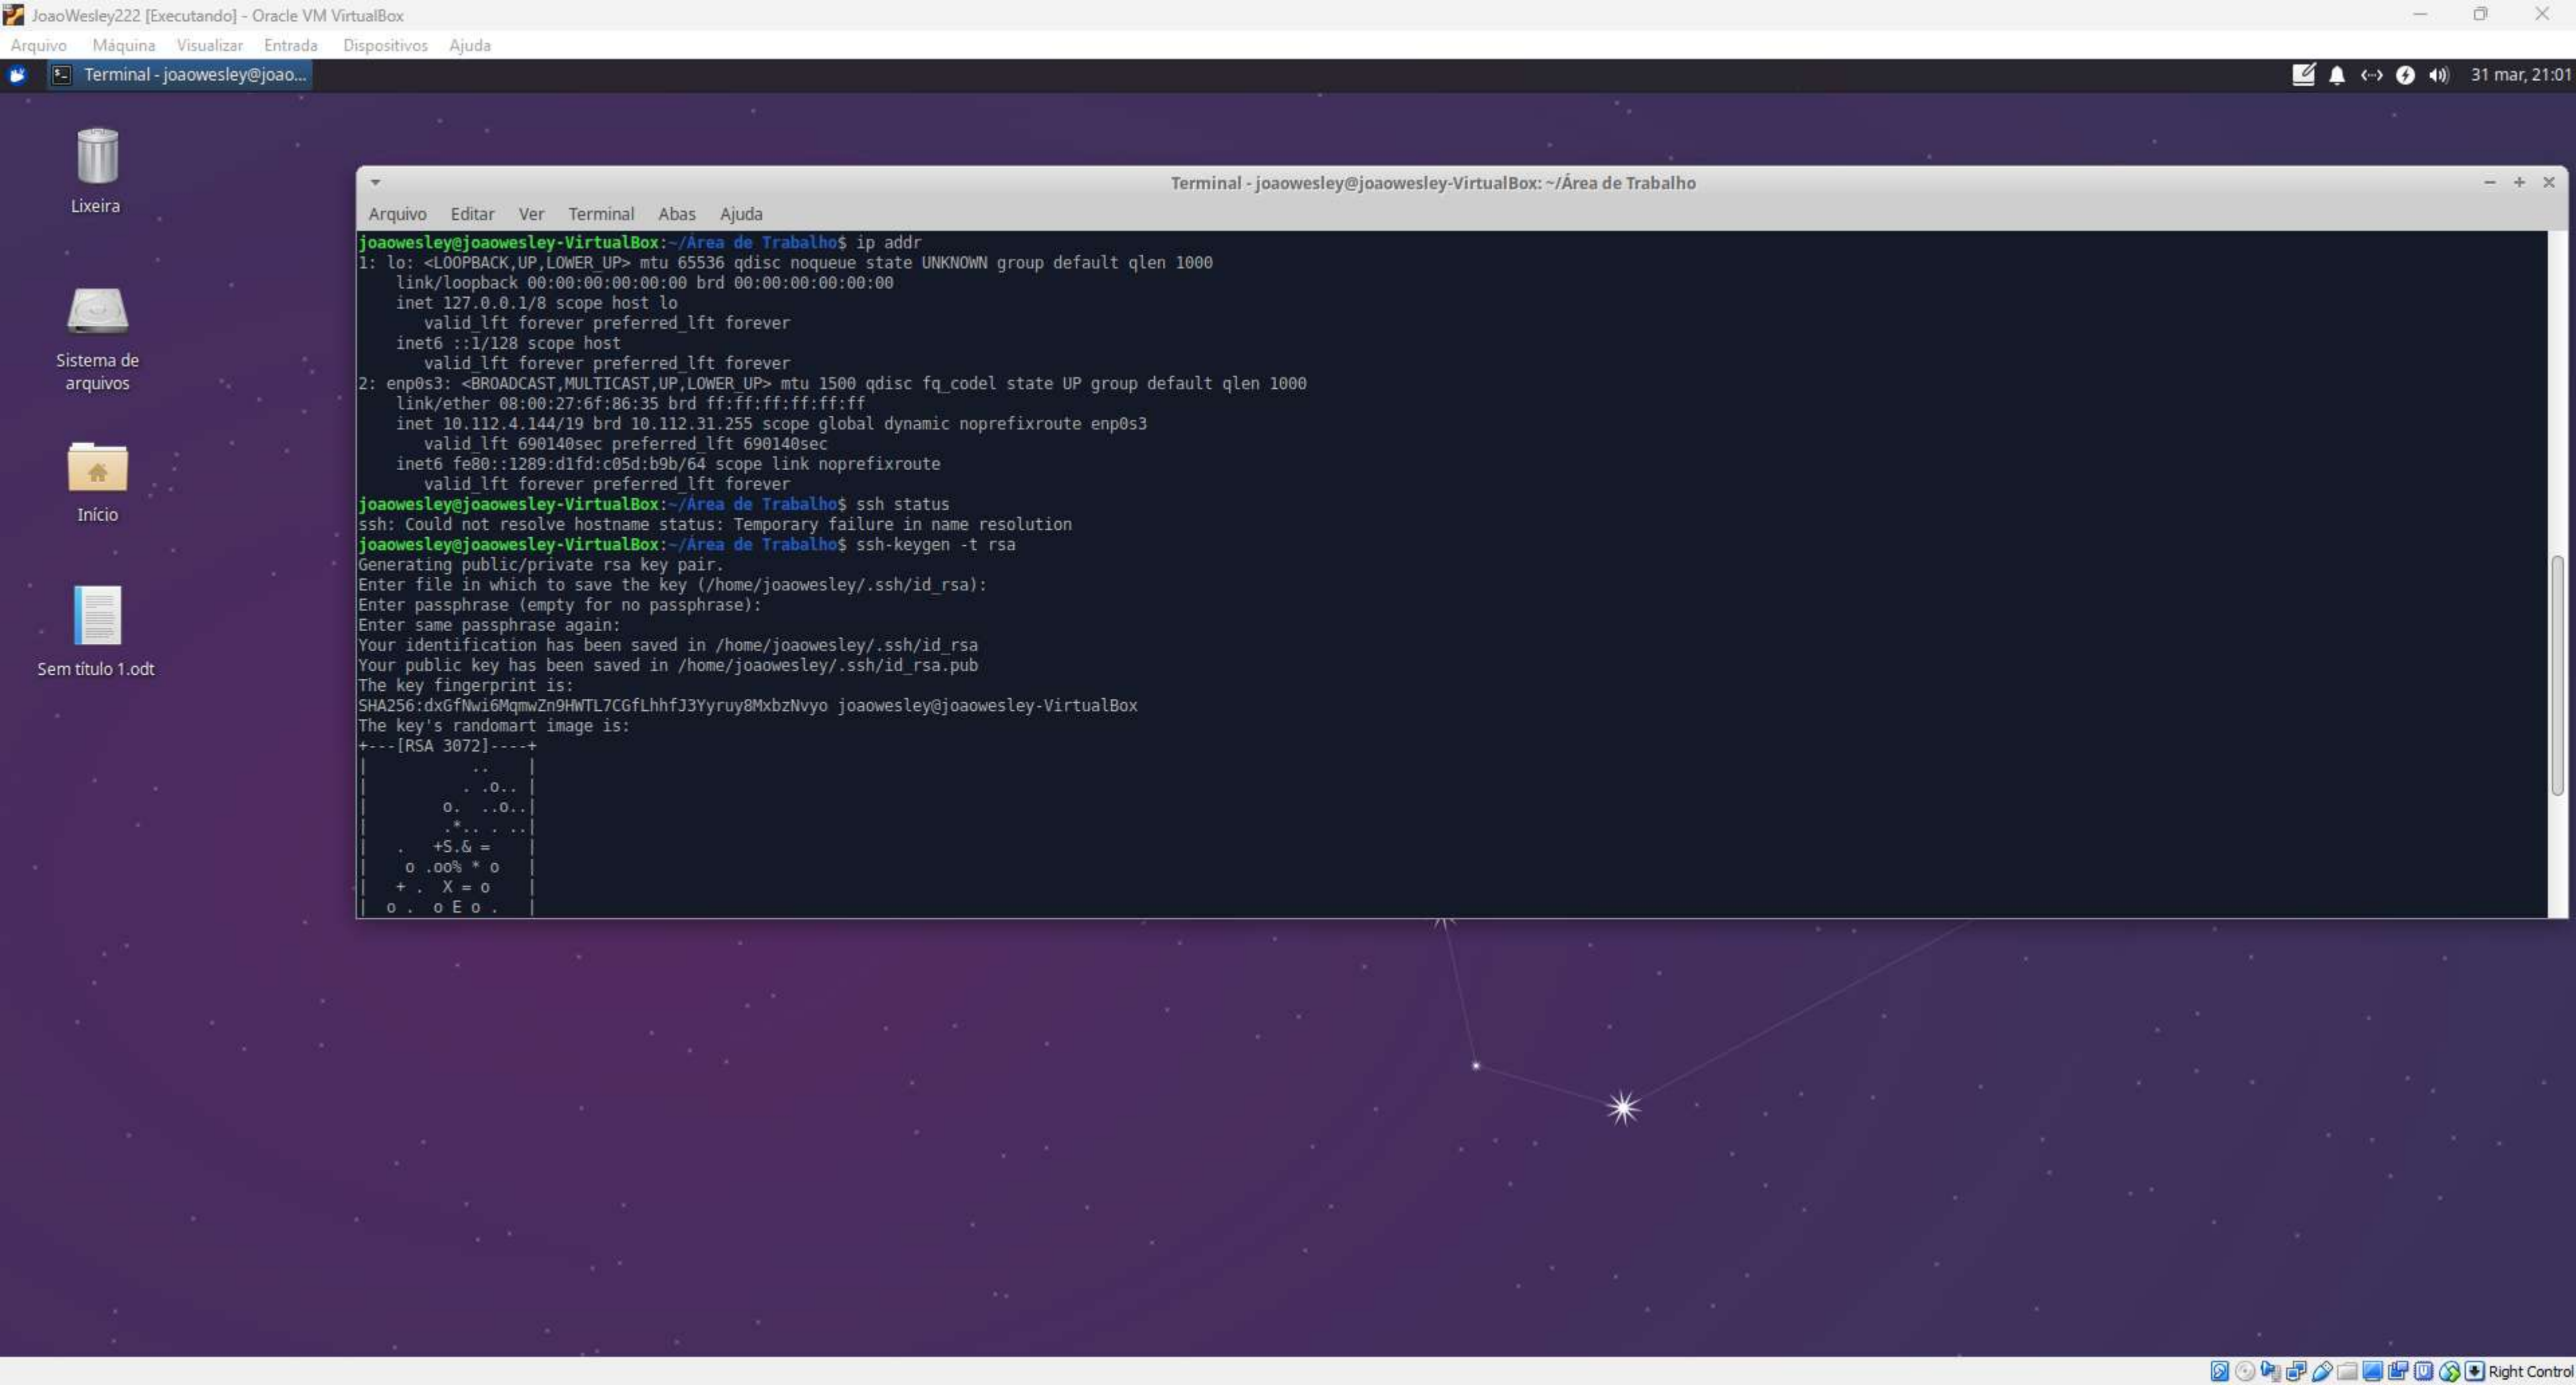 JoaoWesley222 [Executando] - Oracle VM VirtualBox
Arquivo Máquina Visualizar Entrada Dispositivos Ajuda
Terminal - joaowesley@joao...
31 mar, 21:01
Lixeira
Sistema de
arquivos
Início
Sem título 1.odt
Terminal - joaowesley@joaowesley-VirtualBox: ~/Área de Trabalho
Arquivo Editar Ver Terminal Abas Ajuda
joaowesley@joaowesley-VirtualBox:~/Área de Trabalho$ ip addr
1: lo: <LOOPBACK,UP,LOWER_UP> mtu 65536 qdisc noqueue state UNKNOWN group default qlen 1000
    link/loopback 00:00:00:00:00:00 brd 00:00:00:00:00:00
    inet 127.0.0.1/8 scope host lo
       valid_lft forever preferred_lft forever
    inet6 ::1/128 scope host
       valid_lft forever preferred_lft forever
2: enp0s3: <BROADCAST,MULTICAST,UP,LOWER_UP> mtu 1500 qdisc fq_codel state UP group default qlen 1000
    link/ether 08:00:27:6f:86:35 brd ff:ff:ff:ff:ff:ff
    inet 10.112.4.144/19 brd 10.112.31.255 scope global dynamic noprefixroute enp0s3
       valid_lft 690140sec preferred_lft 690140sec
    inet6 fe80::1289:d1fd:c05d:b9b/64 scope link noprefixroute
       valid_lft forever preferred_lft forever
joaowesley@joaowesley-VirtualBox:~/Área de Trabalho$ ssh status
ssh: Could not resolve hostname status: Temporary failure in name resolution
joaowesley@joaowesley-VirtualBox:~/Área de Trabalho$ ssh-keygen -t rsa
Generating public/private rsa key pair.
Enter file in which to save the key (/home/joaowesley/.ssh/id_rsa):
Enter passphrase (empty for no passphrase):
Enter same passphrase again:
Your identification has been saved in /home/joaowesley/.ssh/id_rsa
Your public key has been saved in /home/joaowesley/.ssh/id_rsa.pub
The key fingerprint is:
SHA256:dxGfNwi6MqmwZn9HWTL7CGfLhhfJ3Yyruy8MxbzNvyo joaowesley@joaowesley-VirtualBox
The key's randomart image is:
+---[RSA 3072]----+
|           ..    |
|          . .o.. |
|        o.  ..o..|
|        .*.. . ..|
|   .   +S.& =    |
|    o .oo% * o   |
|   + .  X = o    |
|  o .  o E o .   |
Right Control